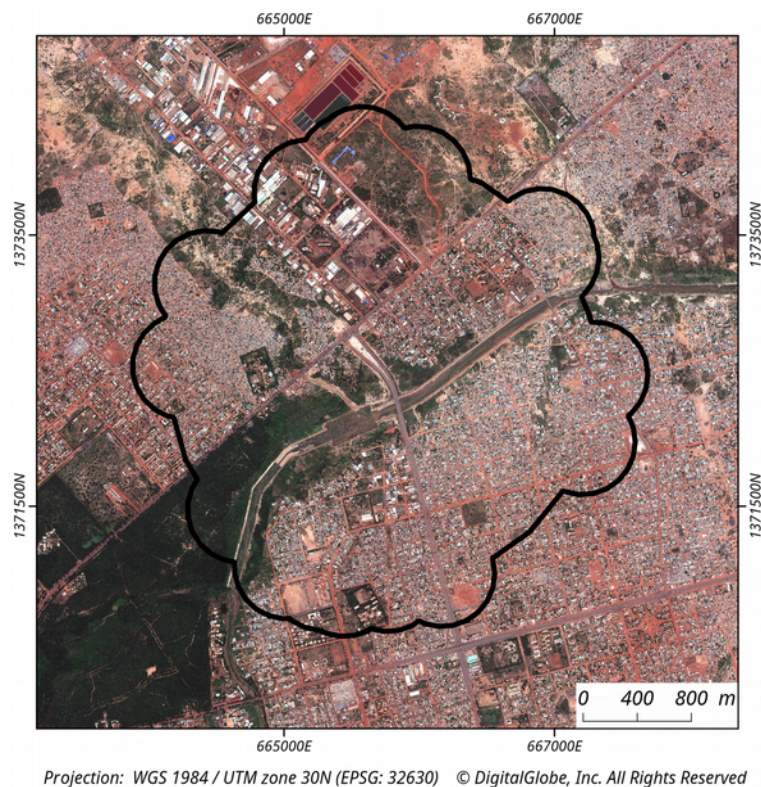 665000E 667000E
1373500N 1373500N
1371500N 1371500N
0 400 800 m
665000E 667000E
Projection: WGS 1984 / UTM zone 30N (EPSG: 32630) © DigitalGlobe, Inc. All Rights Reserved